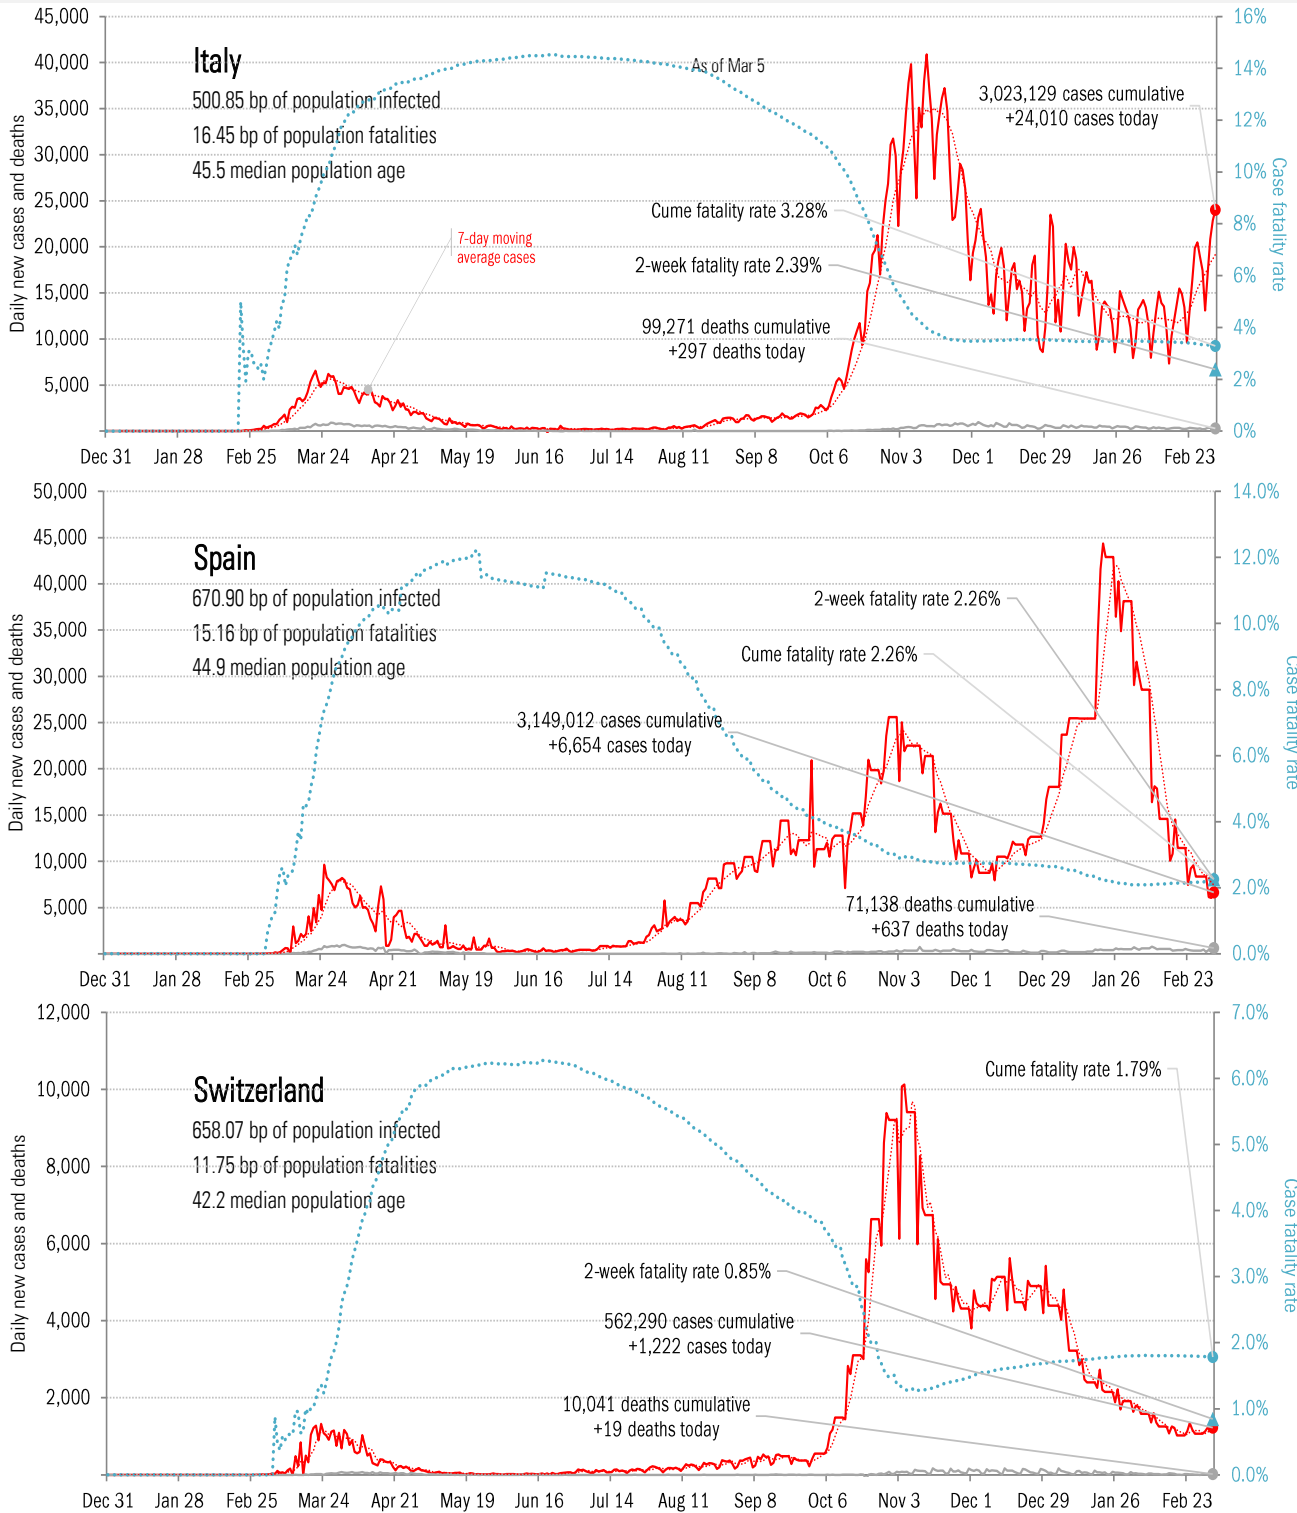 45,000
40,000
35,000
30,000
25,000
20,000
15,000
10,000
5,000
Daily new cases and deaths
16%
14%
12%
10%
8%
6%
4%
2%
0%
Case fatality rate
Italy
500.85 bp of population infected
16.45 bp of population fatalities
45.5 median population age
As of Mar 5
3,023,129 cases cumulative
+24,010 cases today
Cume fatality rate 3.28%
7-day moving
average cases
2-week fatality rate 2.39%
99,271 deaths cumulative
+297 deaths today
Dec 31 Jan 28 Feb 25 Mar 24 Apr 21 May 19 Jun 16 Jul 14 Aug 11 Sep 8 Oct 6 Nov 3 Dec 1 Dec 29 Jan 26 Feb 23
50,000
45,000
40,000
35,000
30,000
25,000
20,000
15,000
10,000
5,000
Daily new cases and deaths
14.0%
12.0%
10.0%
8.0%
6.0%
4.0%
2.0%
0.0%
Case fatality rate
Spain
670.90 bp of population infected
15.16 bp of population fatalities
44.9 median population age
2-week fatality rate 2.26%
Cume fatality rate 2.26%
3,149,012 cases cumulative
+6,654 cases today
71,138 deaths cumulative
+637 deaths today
Dec 31 Jan 28 Feb 25 Mar 24 Apr 21 May 19 Jun 16 Jul 14 Aug 11 Sep 8 Oct 6 Nov 3 Dec 1 Dec 29 Jan 26 Feb 23
12,000
10,000
8,000
6,000
4,000
2,000
Daily new cases and deaths
7.0%
6.0%
5.0%
4.0%
3.0%
2.0%
1.0%
0.0%
Case fatality rate
Switzerland
658.07 bp of population infected
11.75 bp of population fatalities
42.2 median population age
Cume fatality rate 1.79%
2-week fatality rate 0.85%
562,290 cases cumulative
+1,222 cases today
10,041 deaths cumulative
+19 deaths today
Dec 31 Jan 28 Feb 25 Mar 24 Apr 21 May 19 Jun 16 Jul 14 Aug 11 Sep 8 Oct 6 Nov 3 Dec 1 Dec 29 Jan 26 Feb 23